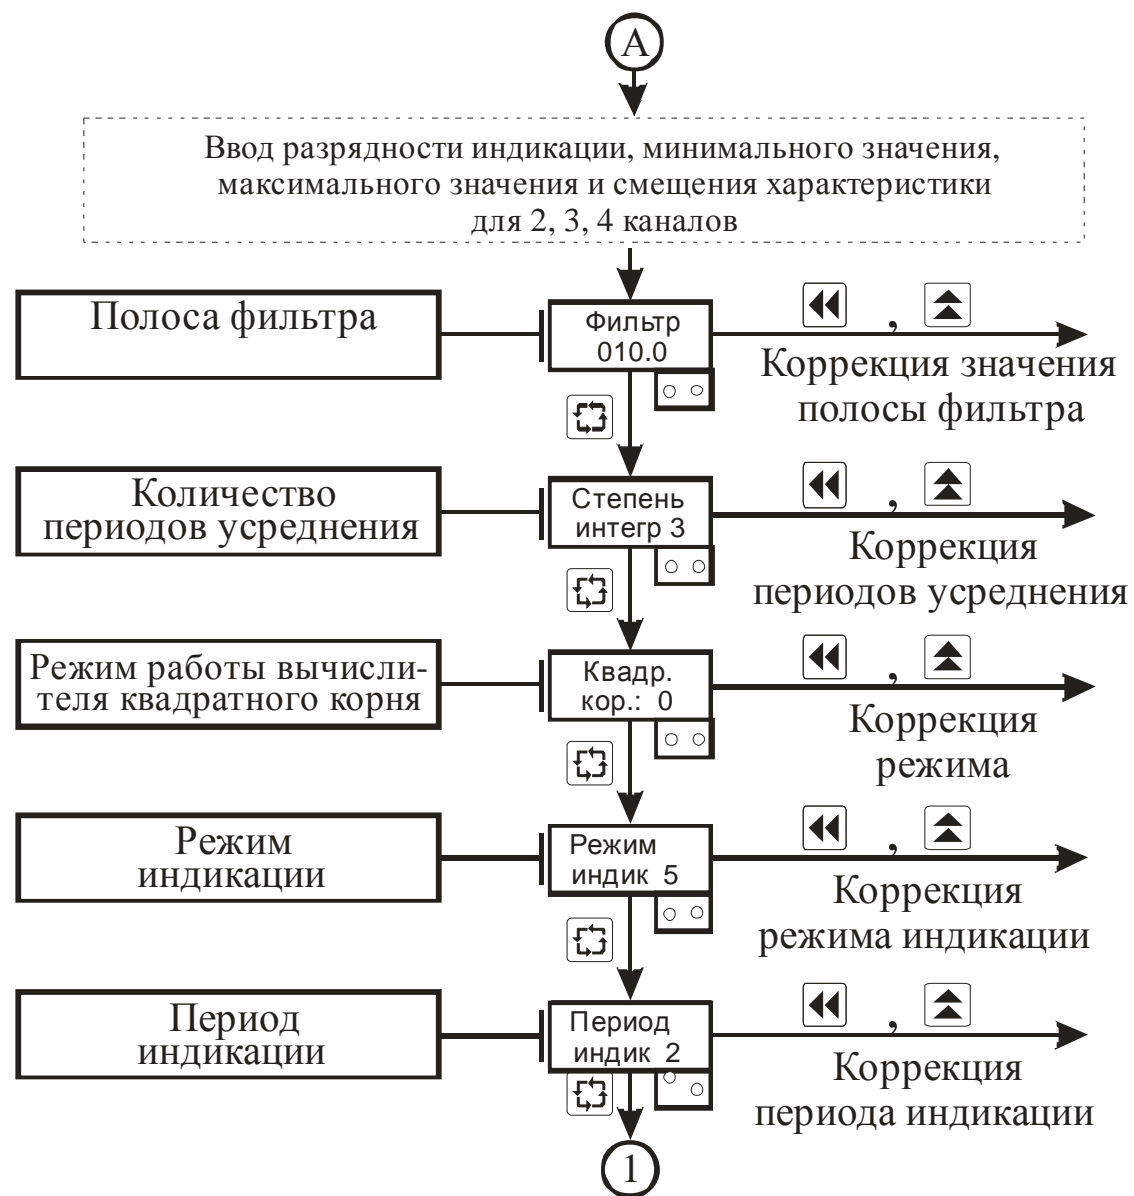 А
Ввод разрядности индикации, минимального значения,
максимального значения и смещения характеристики
для 2, 3, 4 каналов
Полоса фильтра
Фильтр
010.0
,
Коррекция значения
полосы фильтра
Количество
периодов усреднения
Степень
интегр 3
,
Коррекция
периодов усреднения
Режим работы вычисли-
теля квадратного корня
Квадр.
кор.: 0
,
Коррекция
режима
Режим
индикации
Режим
индик 5
,
Коррекция
режима индикации
Период
индикации
Период
индик 2
,
Коррекция
периода индикации
1